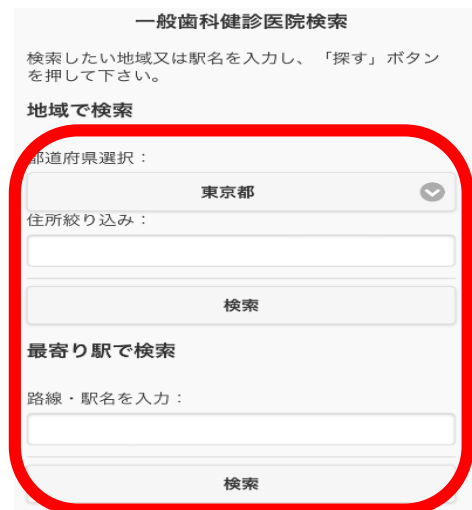 一般歯科健診医院検索
検索したい地域又は駅名を入力し、「探す」ボタン
を押して下さい。
地域で検索
都道府県選択：
東京都
住所絞り込み：
検索
最寄り駅で検索
路線・駅名を入力：
検索